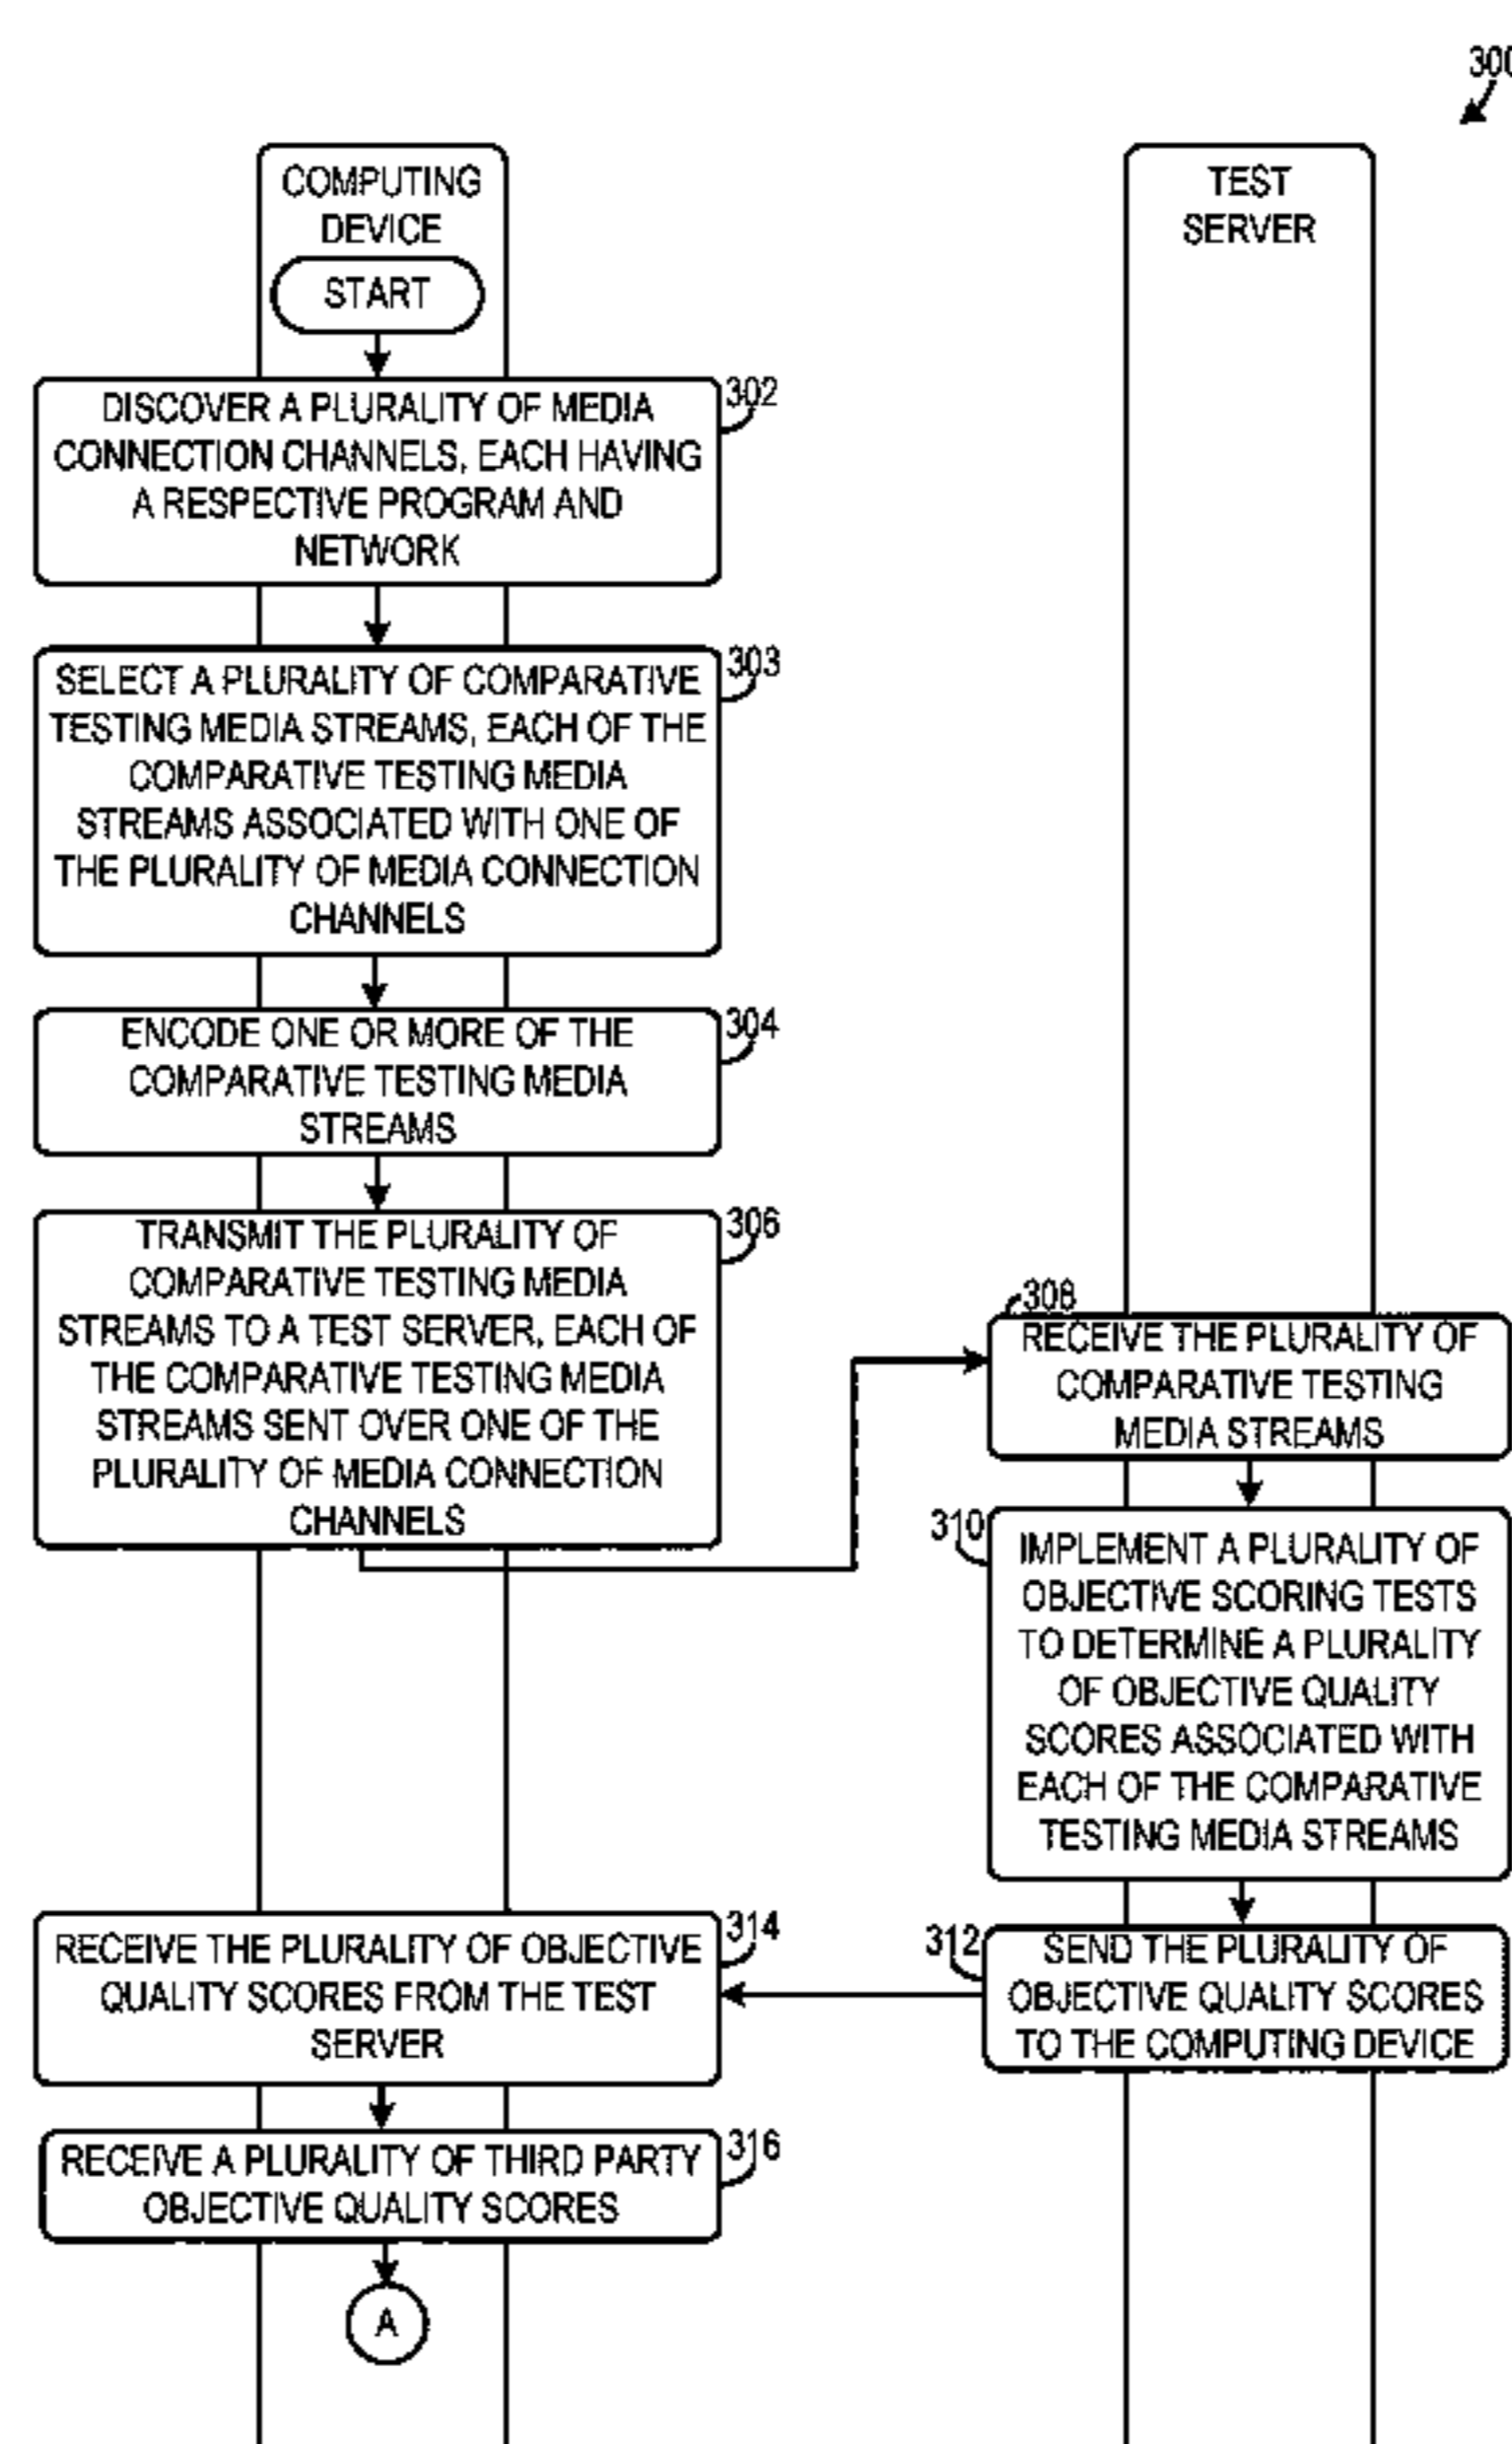 300
COMPUTING
DEVICE
START
TEST
SERVER
302
DISCOVER A PLURALITY OF MEDIA
CONNECTION CHANNELS, EACH HAVING
A RESPECTIVE PROGRAM AND
NETWORK
303
SELECT A PLURALITY OF COMPARATIVE
TESTING MEDIA STREAMS, EACH OF THE
COMPARATIVE TESTING MEDIA
STREAMS ASSOCIATED WITH ONE OF
THE PLURALITY OF MEDIA CONNECTION
CHANNELS
304
ENCODE ONE OR MORE OF THE
COMPARATIVE TESTING MEDIA
STREAMS
306
TRANSMIT THE PLURALITY OF
COMPARATIVE TESTING MEDIA
STREAMS TO A TEST SERVER, EACH OF
THE COMPARATIVE TESTING MEDIA
STREAMS SENT OVER ONE OF THE
PLURALITY OF MEDIA CONNECTION
CHANNELS
308
RECEIVE THE PLURALITY OF
COMPARATIVE TESTING
MEDIA STREAMS
310
IMPLEMENT A PLURALITY OF
OBJECTIVE SCORING TESTS
TO DETERMINE A PLURALITY
OF OBJECTIVE QUALITY
SCORES ASSOCIATED WITH
EACH OF THE COMPARATIVE
TESTING MEDIA STREAMS
312
SEND THE PLURALITY OF
OBJECTIVE QUALITY SCORES
TO THE COMPUTING DEVICE
314
RECEIVE THE PLURALITY OF OBJECTIVE
QUALITY SCORES FROM THE TEST
SERVER
316
RECEIVE A PLURALITY OF THIRD PARTY
OBJECTIVE QUALITY SCORES
A